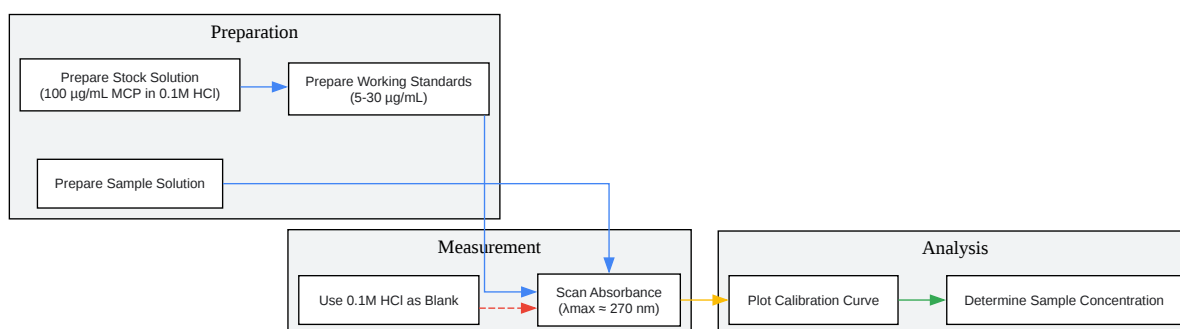 Preparation
Prepare Stock Solution
(100 µg/mL MCP in 0.1M HCl)
Prepare Working Standards
(5-30 µg/mL)
Prepare Sample Solution
Measurement
Use 0.1M HCl as Blank
Scan Absorbance
(λmax ≈ 270 nm)
Analysis
Plot Calibration Curve
Determine Sample Concentration